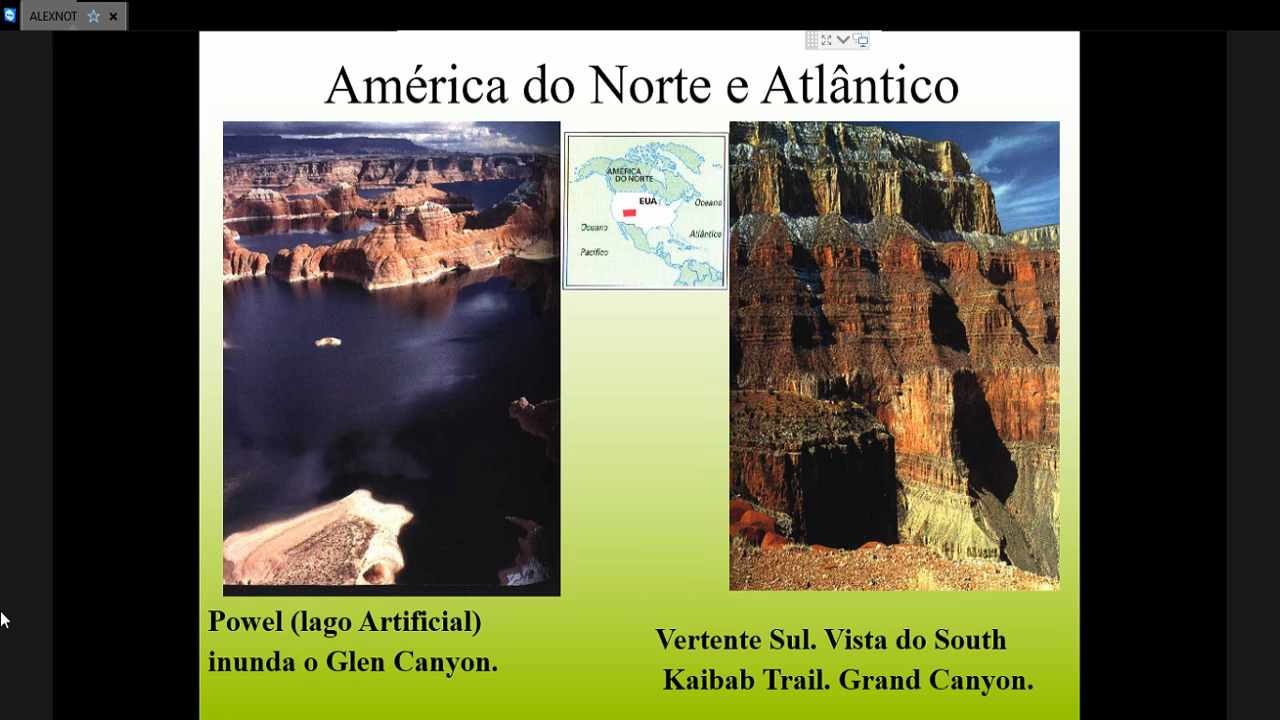 ALEXNOT
América do Norte e Atlântico
AMÉRICA
DO NORTE
EUA
Oceano
Atlântico
Oceano
Pacífico
Powel (lago Artificial)
inunda o Glen Canyon.
Vertente Sul. Vista do South
Kaibab Trail. Grand Canyon.